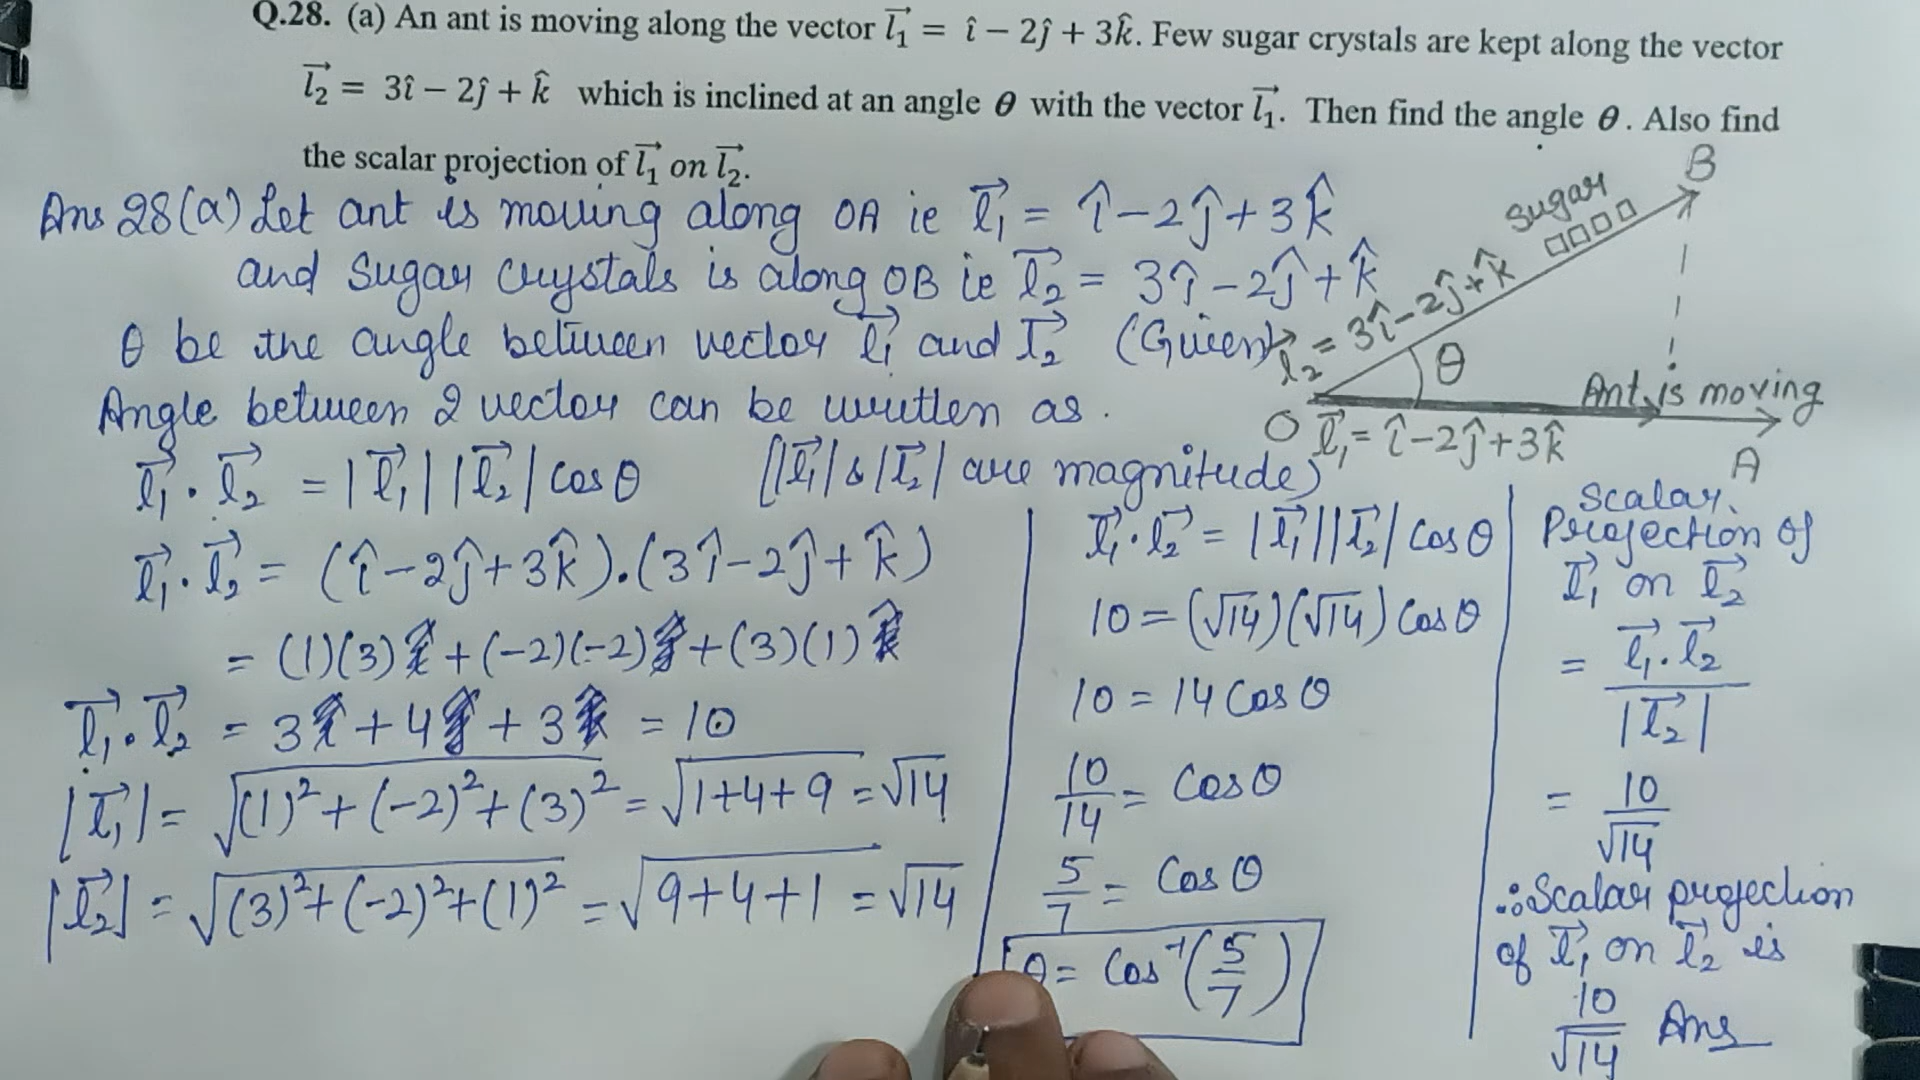 Q.28. (a) An ant is moving along the vector l₁⃗ = î − 2ĵ + 3k̂. Few sugar crystals are kept along the vector
l₂⃗ = 3î − 2ĵ + k̂ which is inclined at an angle θ with the vector l₁⃗. Then find the angle θ. Also find
the scalar projection of l₁⃗ on l₂⃗.
Ans 28(a) Let ant is moving along OA ie l₁⃗ = î − 2ĵ + 3k̂
and Sugar Crystals is along OB ie l₂⃗ = 3î − 2ĵ + k̂
θ be the angle between vector l₁⃗ and l₂⃗ (Given)
Angle between 2 vector can be written as.
l₁⃗ . l₂⃗ = |l₁⃗| |l₂⃗| cos θ [|l₁⃗| & |l₂⃗| are magnitude)
l₁⃗ . l₂⃗ = (î − 2ĵ + 3k̂).(3î − 2ĵ + k̂)
= (1)(3) + (−2)(−2) + (3)(1)
l₁⃗ . l₂⃗ = 3 + 4 + 3 = 10
|l₁⃗| = √(1)² + (−2)² + (3)² = √1+4+9 = √14
|l₂⃗| = √(3)² + (−2)² + (1)² = √9+4+1 = √14
l₁⃗ . l₂⃗ = |l₁⃗| |l₂⃗| Cos θ
10 = (√14)(√14) Cos θ
10 = 14 Cos θ
10/14 = Cos θ
5/7 = Cos θ
θ = Cos⁻¹(5/7)
Scalar
Projection of
l₁⃗ on l₂⃗
= l₁⃗ . l₂⃗ / |l₂⃗|
= 10/√14
∴ Scalar projection
of l₁⃗ on l₂⃗ is
10/√14 Ans
B
Sugar
l₂⃗ = 3î − 2ĵ + k̂
θ
Ant is moving
O l₁⃗ = î − 2ĵ + 3k̂
A